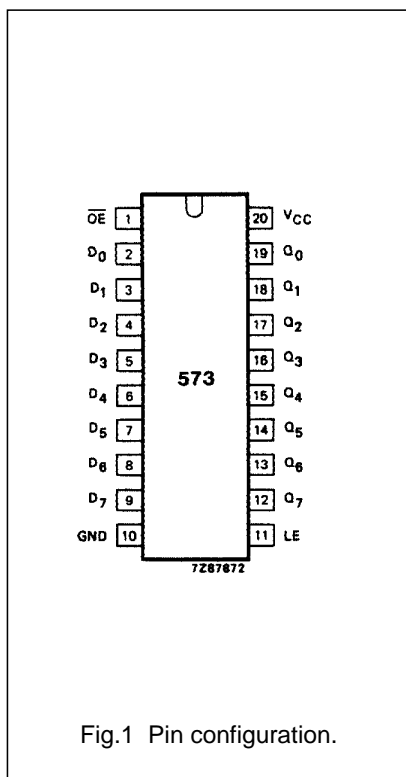 O̅E̅ 1 20 VCC
D0 2 19 Q0
D1 3 18 Q1
D2 4 17 Q2
D3 5 16 Q3
573
D4 6 15 Q4
D5 7 14 Q5
D6 8 13 Q6
D7 9 12 Q7
GND 10 11 LE
7Z87872
Fig.1 Pin configuration.